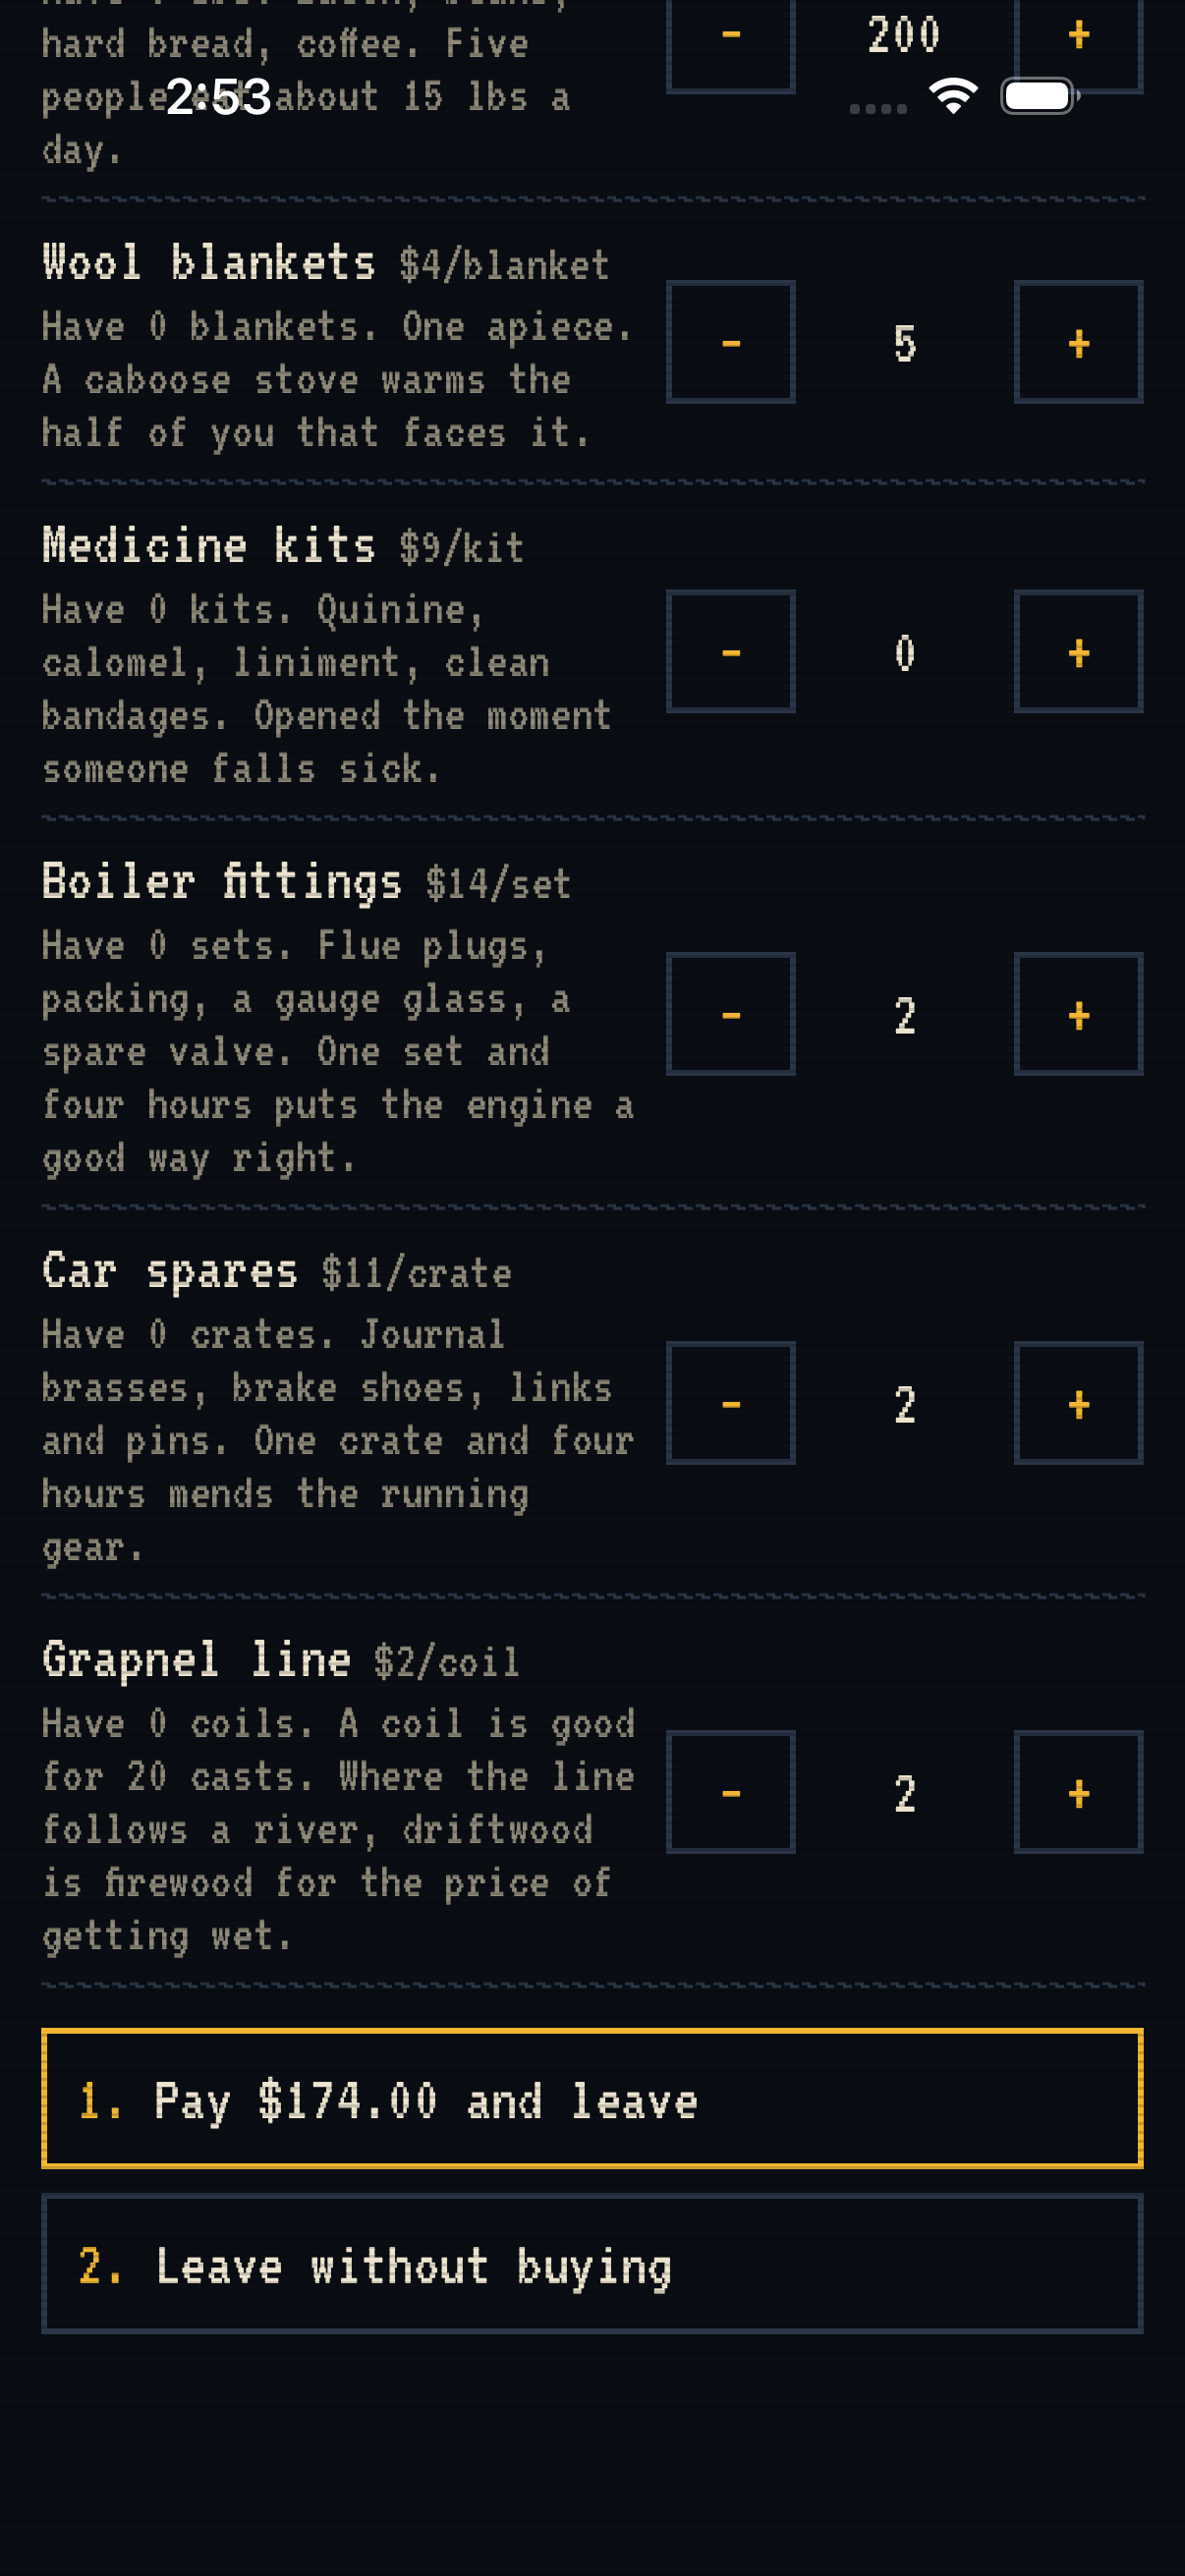 hard bread, coffee. Five
- 200 +
people eat about 15 lbs a
2:53
day.
Wool blankets $4/blanket
Have 0 blankets. One apiece.
A caboose stove warms the
half of you that faces it.
- 5 +
Medicine kits $9/kit
Have 0 kits. Quinine,
calomel, liniment, clean
bandages. Opened the moment
someone falls sick.
- 0 +
Boiler fittings $14/set
Have 0 sets. Flue plugs,
packing, a gauge glass, a
spare valve. One set and
four hours puts the engine a
good way right.
- 2 +
Car spares $11/crate
Have 0 crates. Journal
brasses, brake shoes, links
and pins. One crate and four
hours mends the running
gear.
- 2 +
Grapnel line $2/coil
Have 0 coils. A coil is good
for 20 casts. Where the line
follows a river, driftwood
is firewood for the price of
getting wet.
- 2 +
1. Pay $174.00 and leave
2. Leave without buying